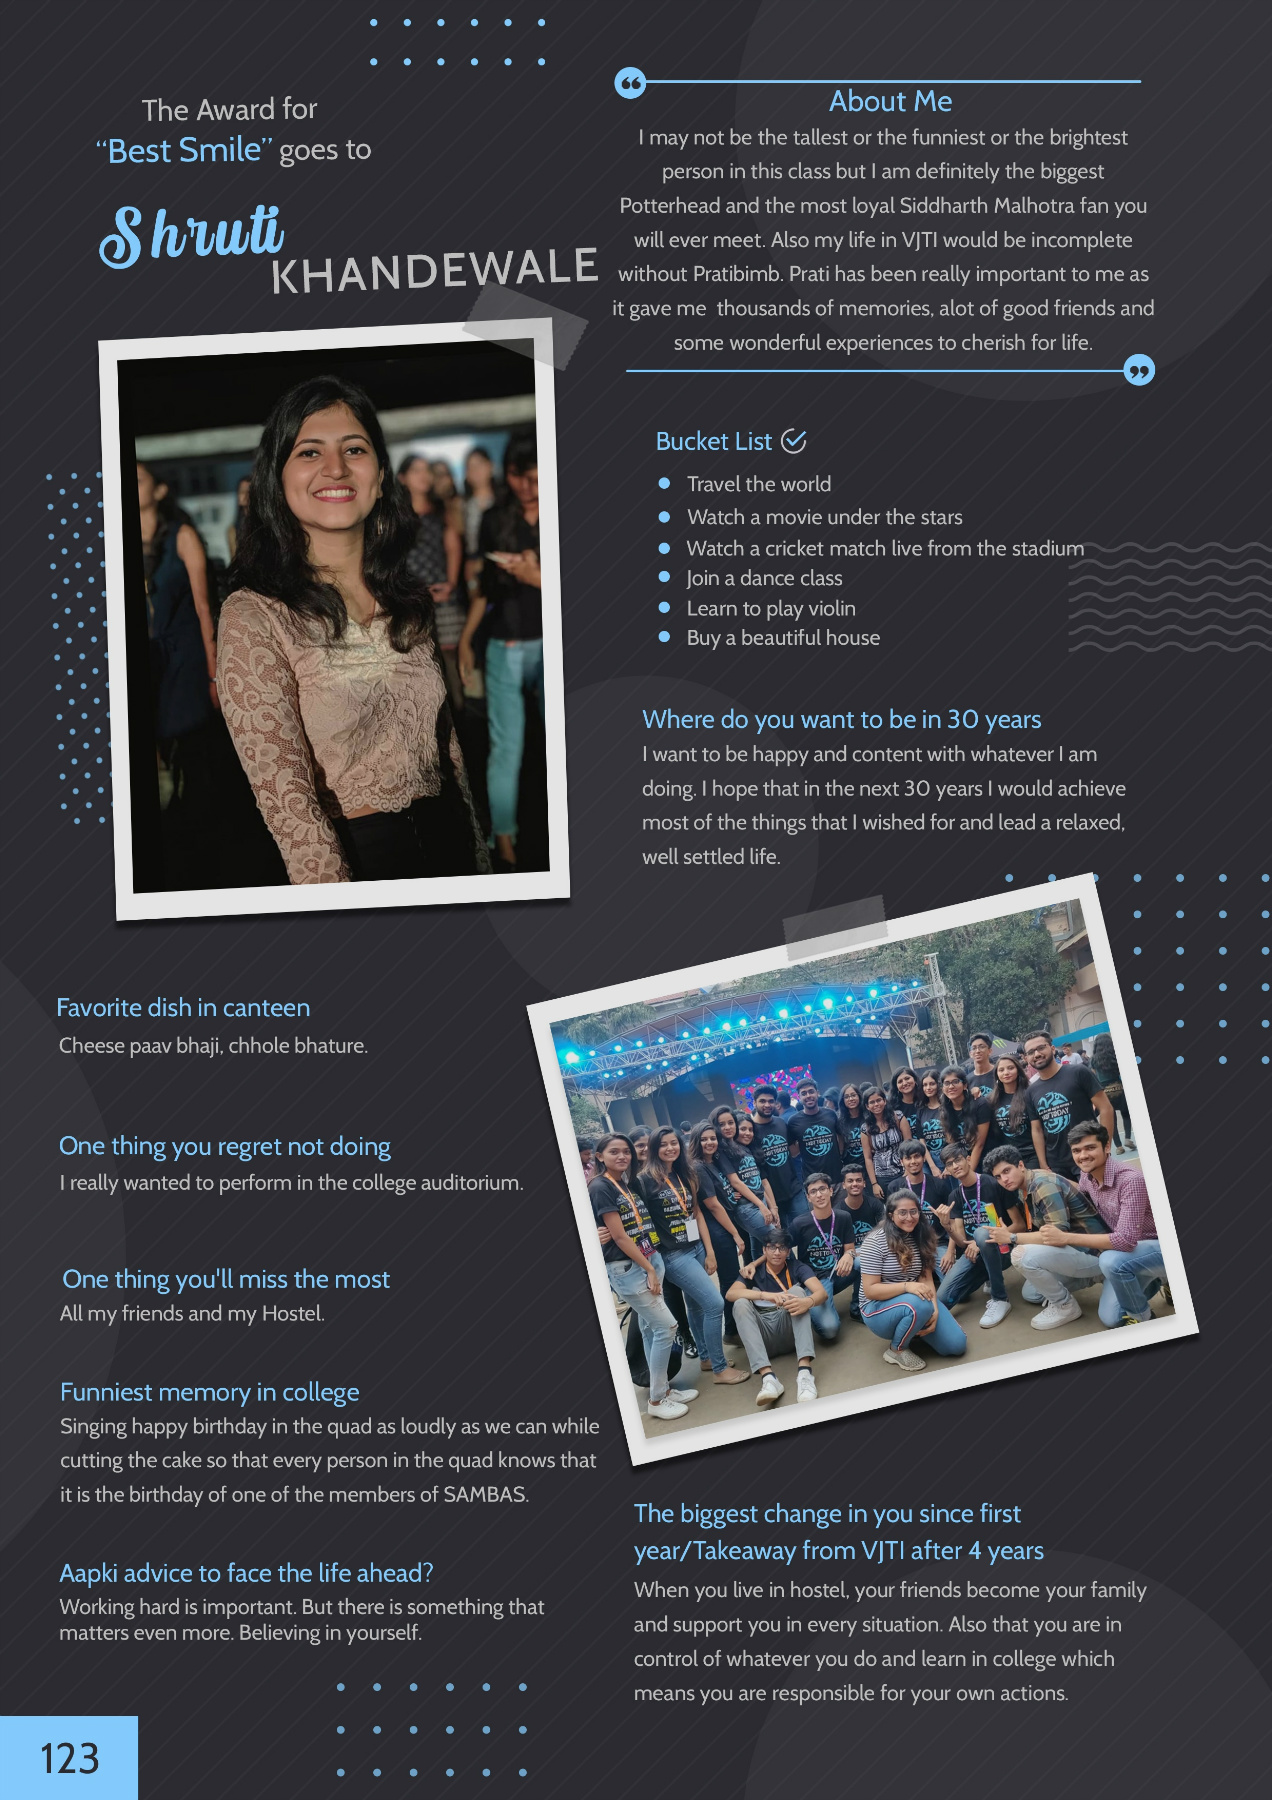 The Award for
“Best Smile” goes to
Shruti
KHANDEWALE
“
About Me
I may not be the tallest or the funniest or the brightest
person in this class but I am definitely the biggest
Potterhead and the most loyal Siddharth Malhotra fan you
will ever meet. Also my life in VJTI would be incomplete
without Pratibimb. Prati has been really important to me as
it gave me  thousands of memories, alot of good friends and
some wonderful experiences to cherish for life.
”
Bucket List
Travel the world
Watch a movie under the stars
Watch a cricket match live from the stadium
Join a dance class
Learn to play violin
Buy a beautiful house
Where do you want to be in 30 years
I want to be happy and content with whatever I am
doing. I hope that in the next 30 years I would achieve
most of the things that I wished for and lead a relaxed,
well settled life.
Favorite dish in canteen
Cheese paav bhaji, chhole bhature.
One thing you regret not doing
I really wanted to perform in the college auditorium.
One thing you'll miss the most
All my friends and my Hostel.
Funniest memory in college
Singing happy birthday in the quad as loudly as we can while
cutting the cake so that every person in the quad knows that
it is the birthday of one of the members of SAMBAS.
Aapki advice to face the life ahead?
Working hard is important. But there is something that
matters even more. Believing in yourself.
NOT TODAY
The biggest change in you since first
year/Takeaway from VJTI after 4 years
When you live in hostel, your friends become your family
and support you in every situation. Also that you are in
control of whatever you do and learn in college which
means you are responsible for your own actions.
123